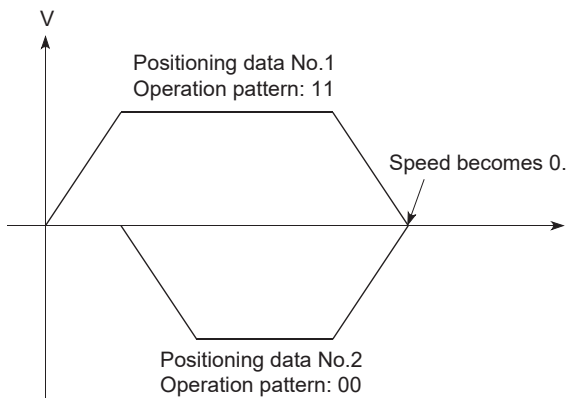 V
Positioning data No.1
Operation pattern: 11
Speed becomes 0.
Positioning data No.2
Operation pattern: 00